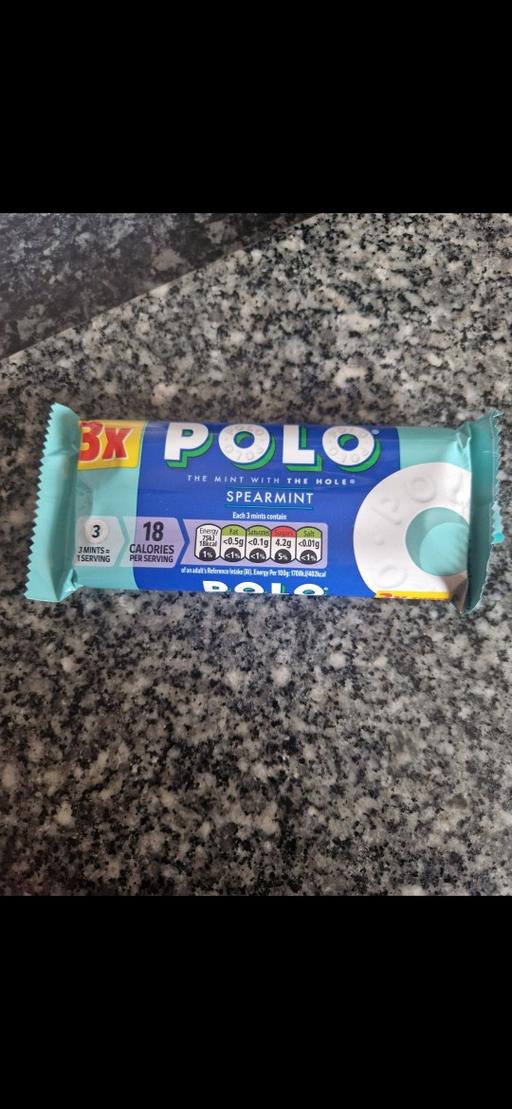 3X
POLO
THE MINT WITH THE HOLE®
SPEARMINT
Each 3 mints contain
3
3 MINTS =
1 SERVING
18
CALORIES
PER SERVING
Energy
75kJ
18kcal
1%
Fat
<0.5g
<1%
Saturates
<0.1g
<1%
Sugars
4.2g
5%
Salt
<0.01g
<1%
of an adult's Reference Intake (RI). Energy Per 100g: 1708kJ/402kcal
POLO
POLO